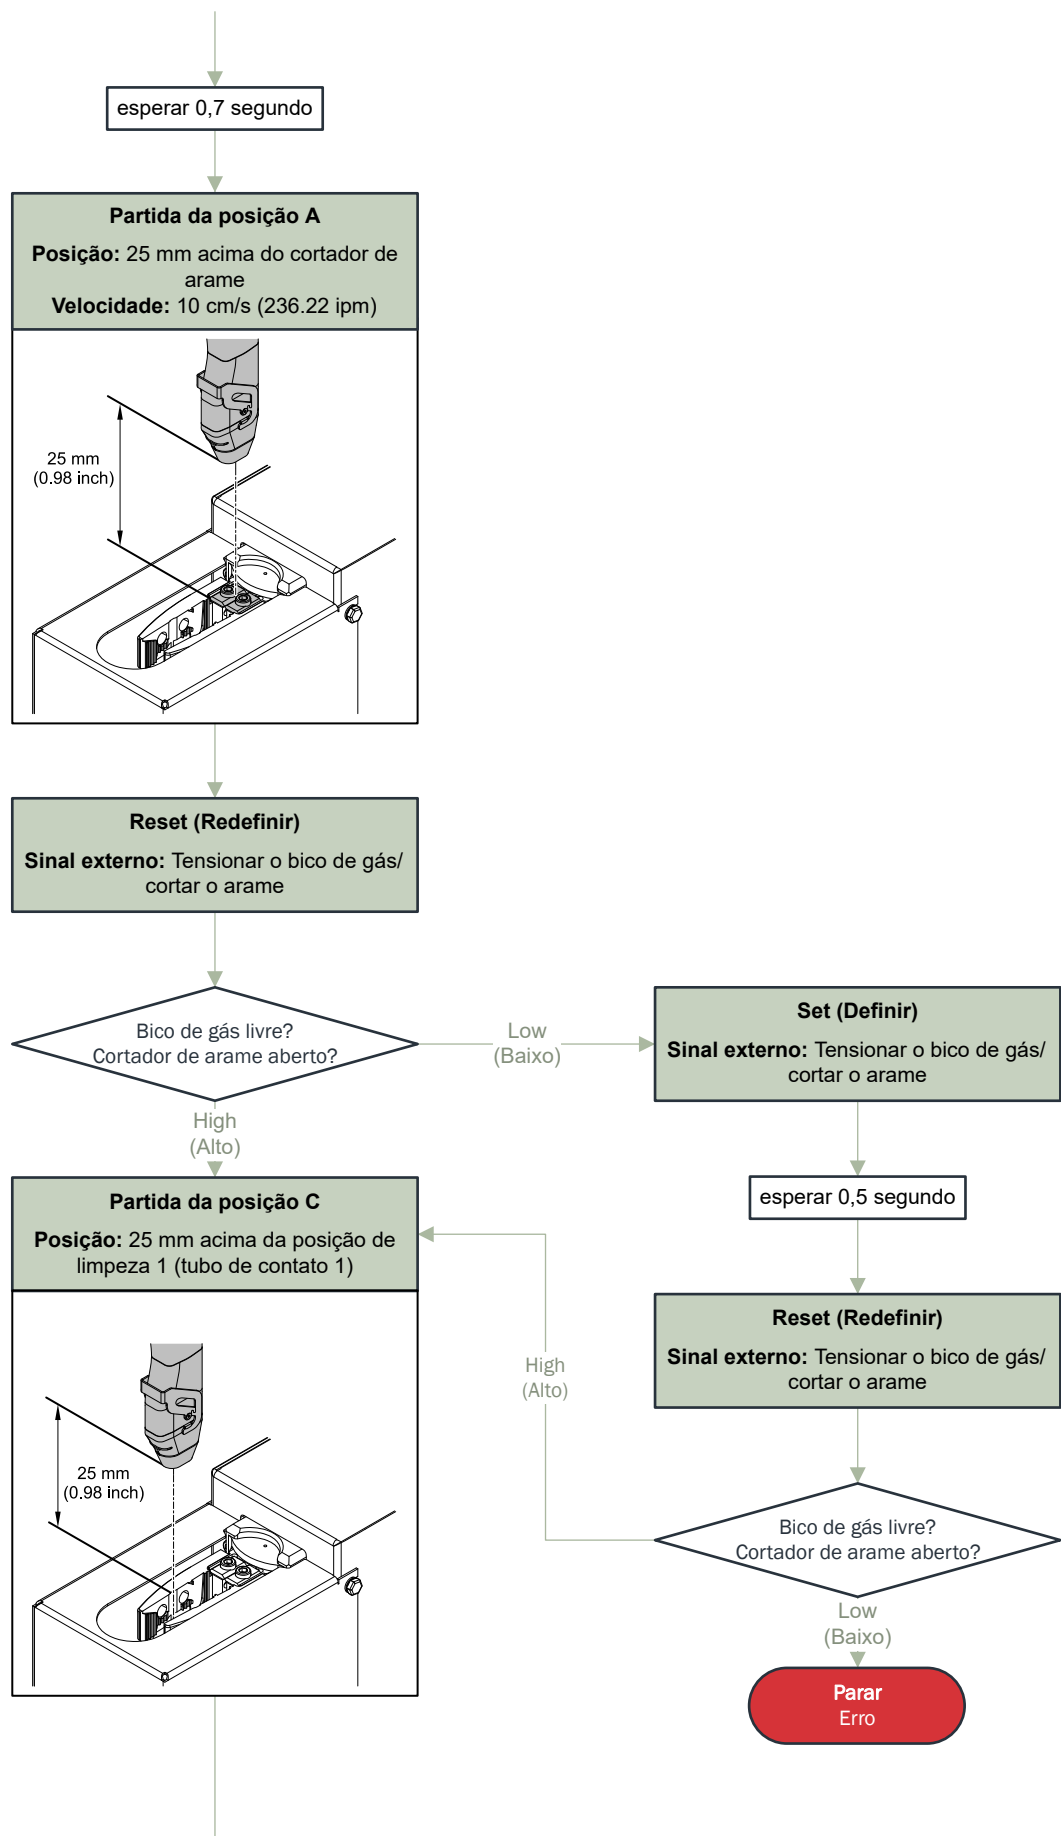 esperar 0,7 segundo
Partida da posição A
Posição: 25 mm acima do cortador de
arame
Velocidade: 10 cm/s (236.22 ipm)
25 mm
(0.98 inch)
Reset (Redefinir)
Sinal externo: Tensionar o bico de gás/
cortar o arame
Bico de gás livre?
Cortador de arame aberto?
Low
(Baixo)
Set (Definir)
Sinal externo: Tensionar o bico de gás/
cortar o arame
High
(Alto)
esperar 0,5 segundo
Partida da posição C
Posição: 25 mm acima da posição de
limpeza 1 (tubo de contato 1)
25 mm
(0.98 inch)
Reset (Redefinir)
Sinal externo: Tensionar o bico de gás/
cortar o arame
High
(Alto)
Bico de gás livre?
Cortador de arame aberto?
Low
(Baixo)
Parar
Erro